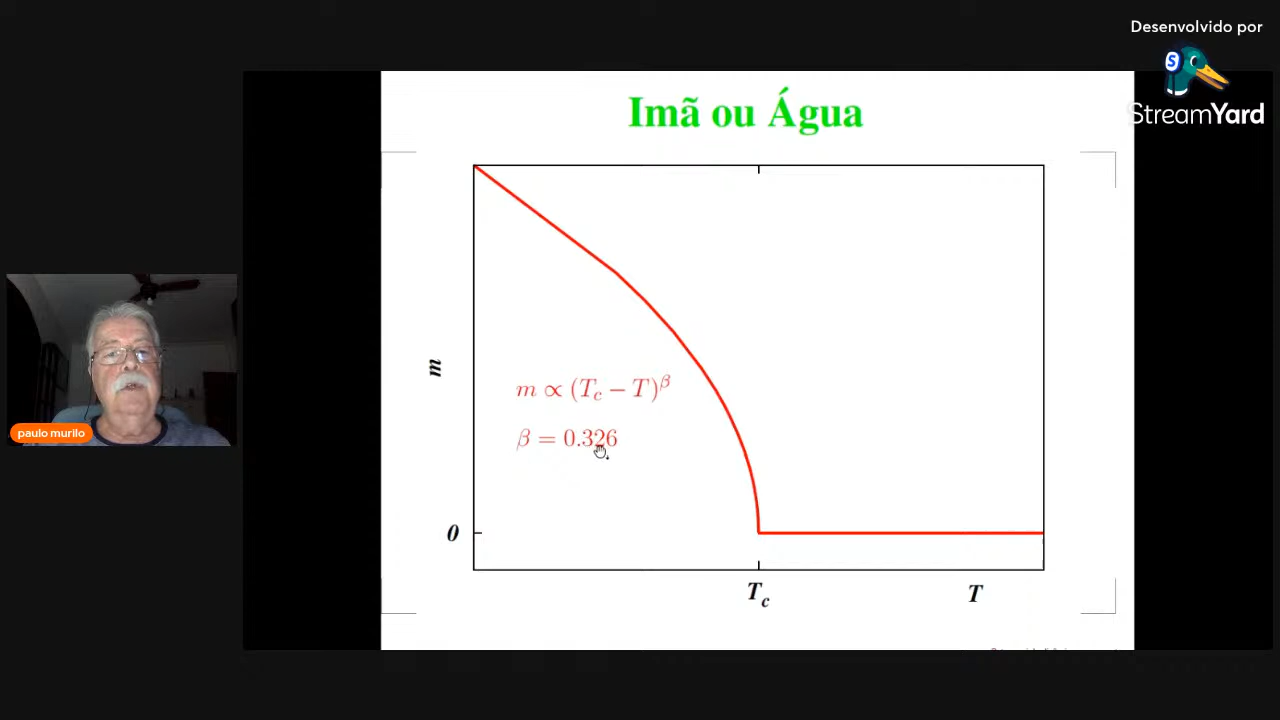 Desenvolvido por
StreamYard
Imã ou Água
m
m ∝ (T_c − T)^β
β = 0.326
0
T_c
T
paulo murilo